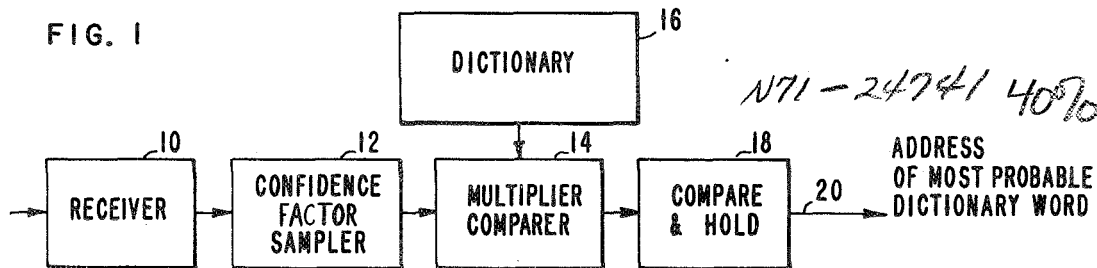 FIG. 1
16
DICTIONARY
N71-24741 40%
10
12
14
18
RECEIVER
CONFIDENCE
FACTOR
SAMPLER
MULTIPLIER
COMPARER
COMPARE
& HOLD
20
ADDRESS
OF MOST PROBABLE
DICTIONARY WORD